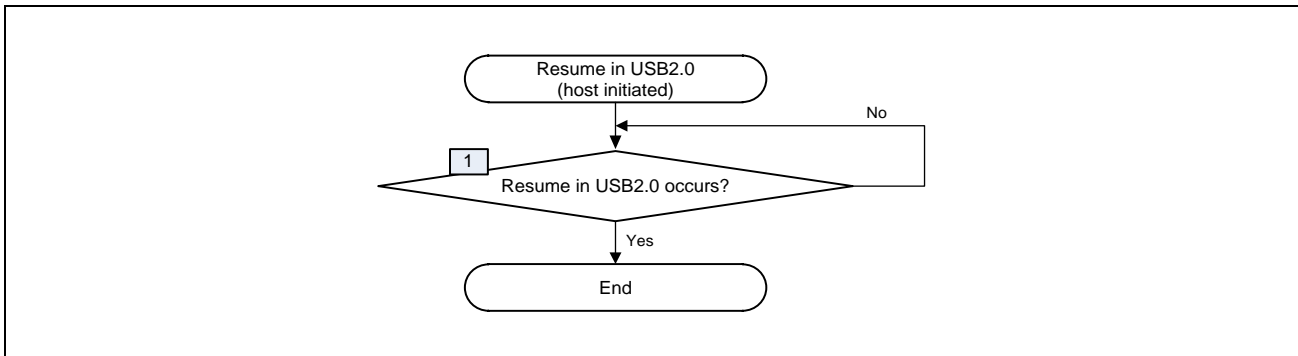 Resume in USB2.0
(host initiated)
No
1
Resume in USB2.0 occurs?
Yes
End